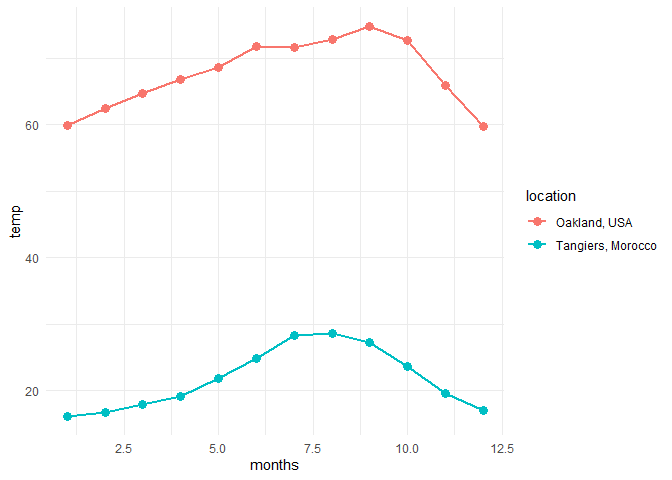 60
40
20
temp
2.5 5.0 7.5 10.0 12.5
months
location
Oakland, USA
Tangiers, Morocco